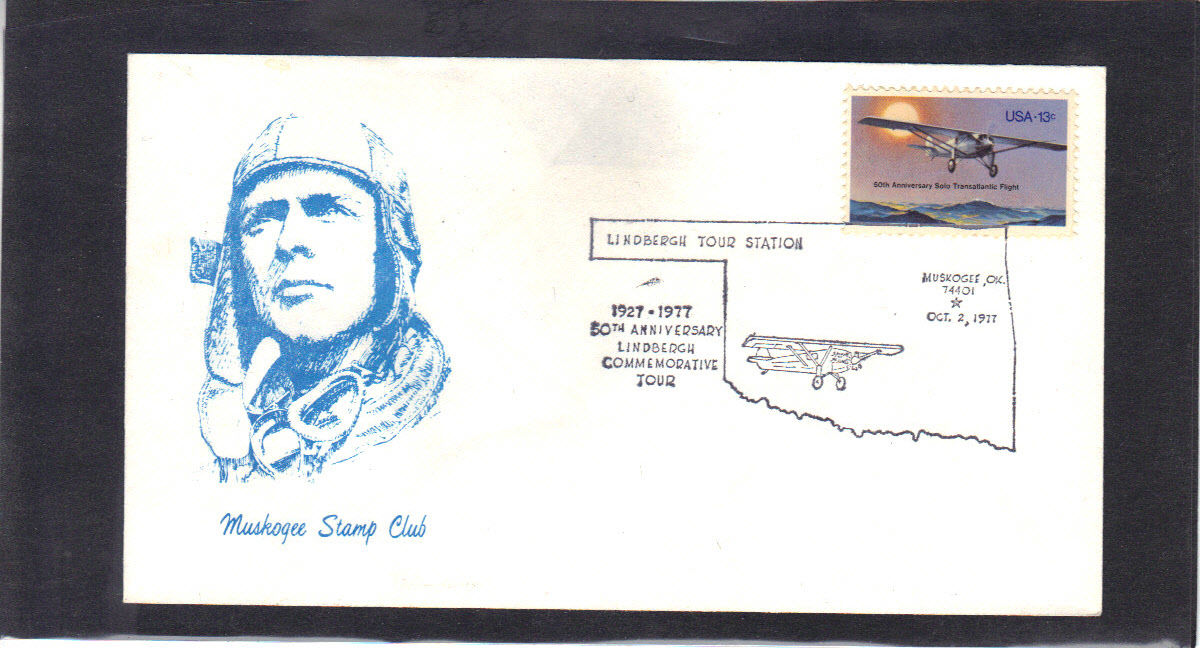 USA·13c
50th Anniversary Solo Transatlantic Flight
LINDBERGH TOUR STATION
MUSKOGEE, OK.
74401
OCT. 2, 1977
1927-1977
50TH ANNIVERSARY
LINDBERGH
COMMEMORATIVE
TOUR
Muskogee Stamp Club